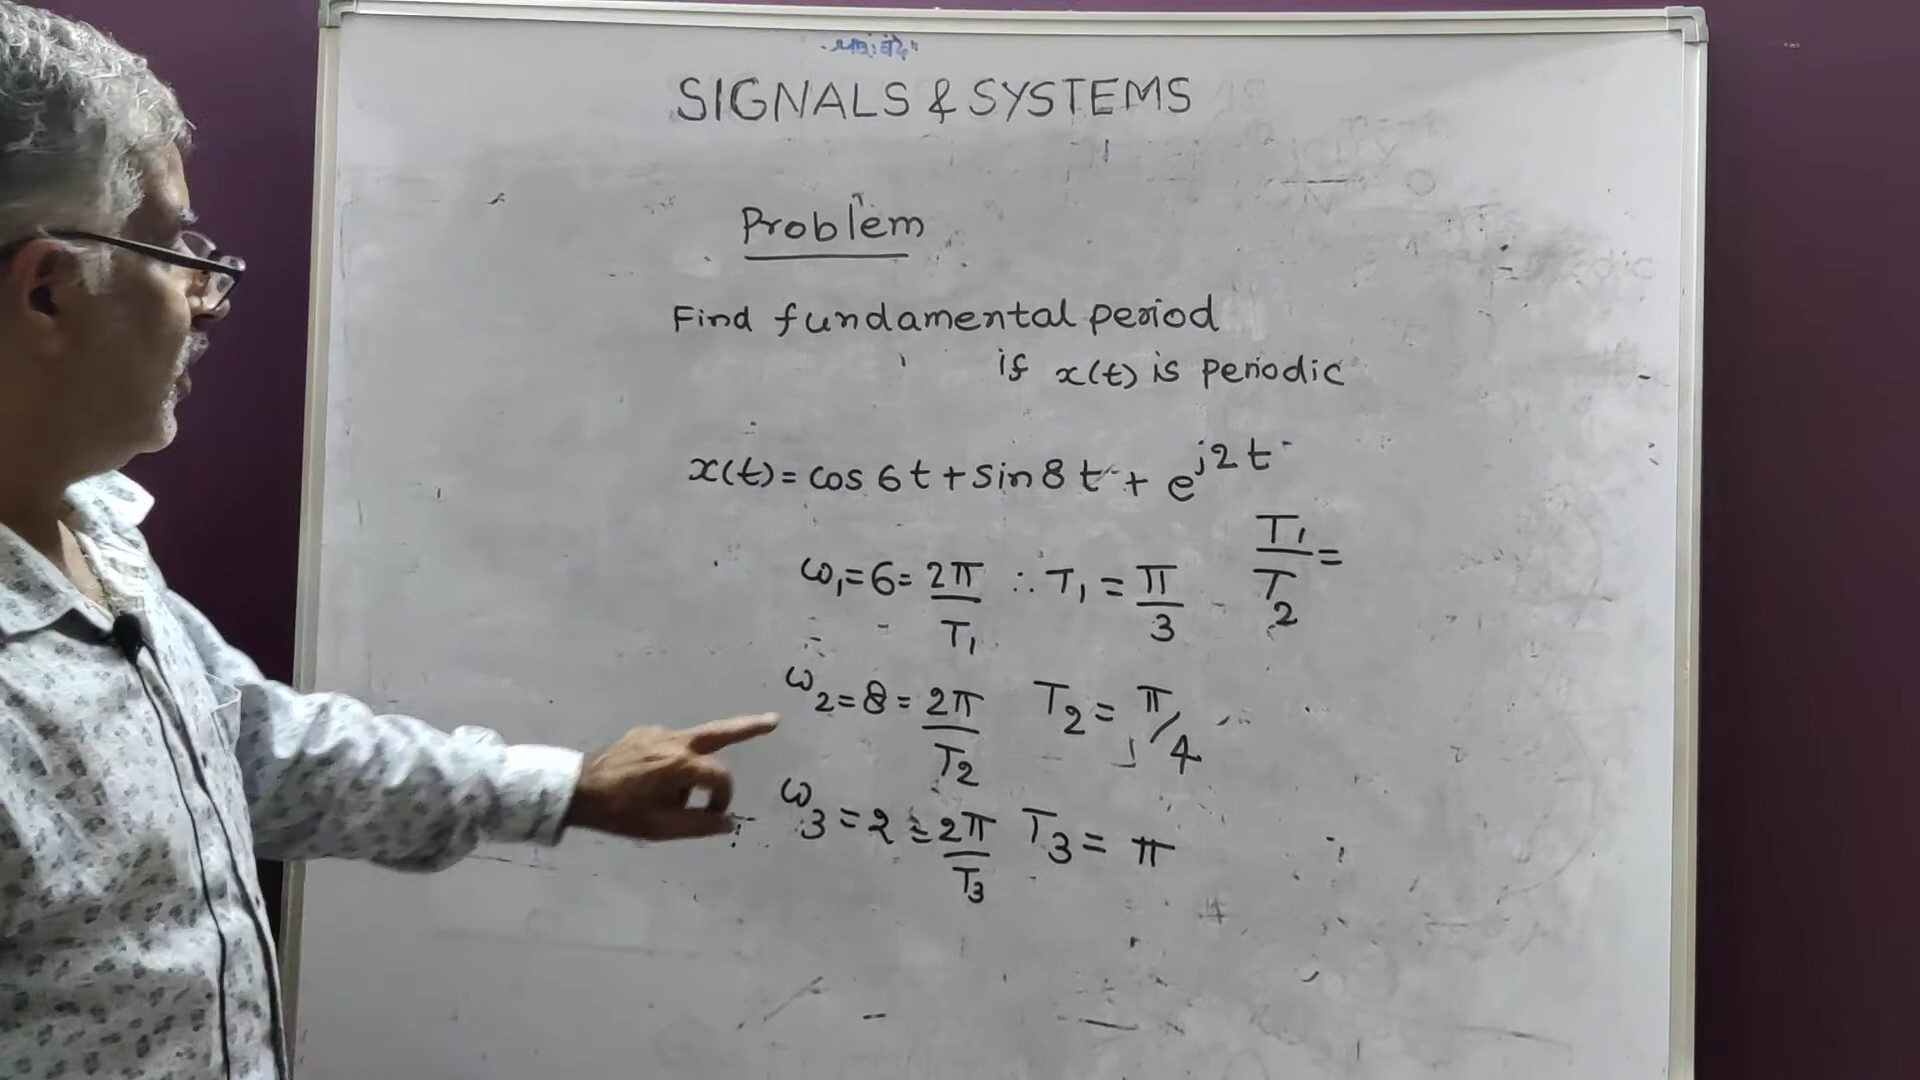 SIGNALS & SYSTEMS
Problem
Find fundamental period
if x(t) is periodic
x(t) = cos 6t + sin 8t + e^{j2t}
ω₁ = 6 = 2π/T₁ ∴ T₁ = π/3 T₁/T₂ =
ω₂ = 8 = 2π/T₂ T₂ = π/4
ω₃ = 2 = 2π/T₃ T₃ = π